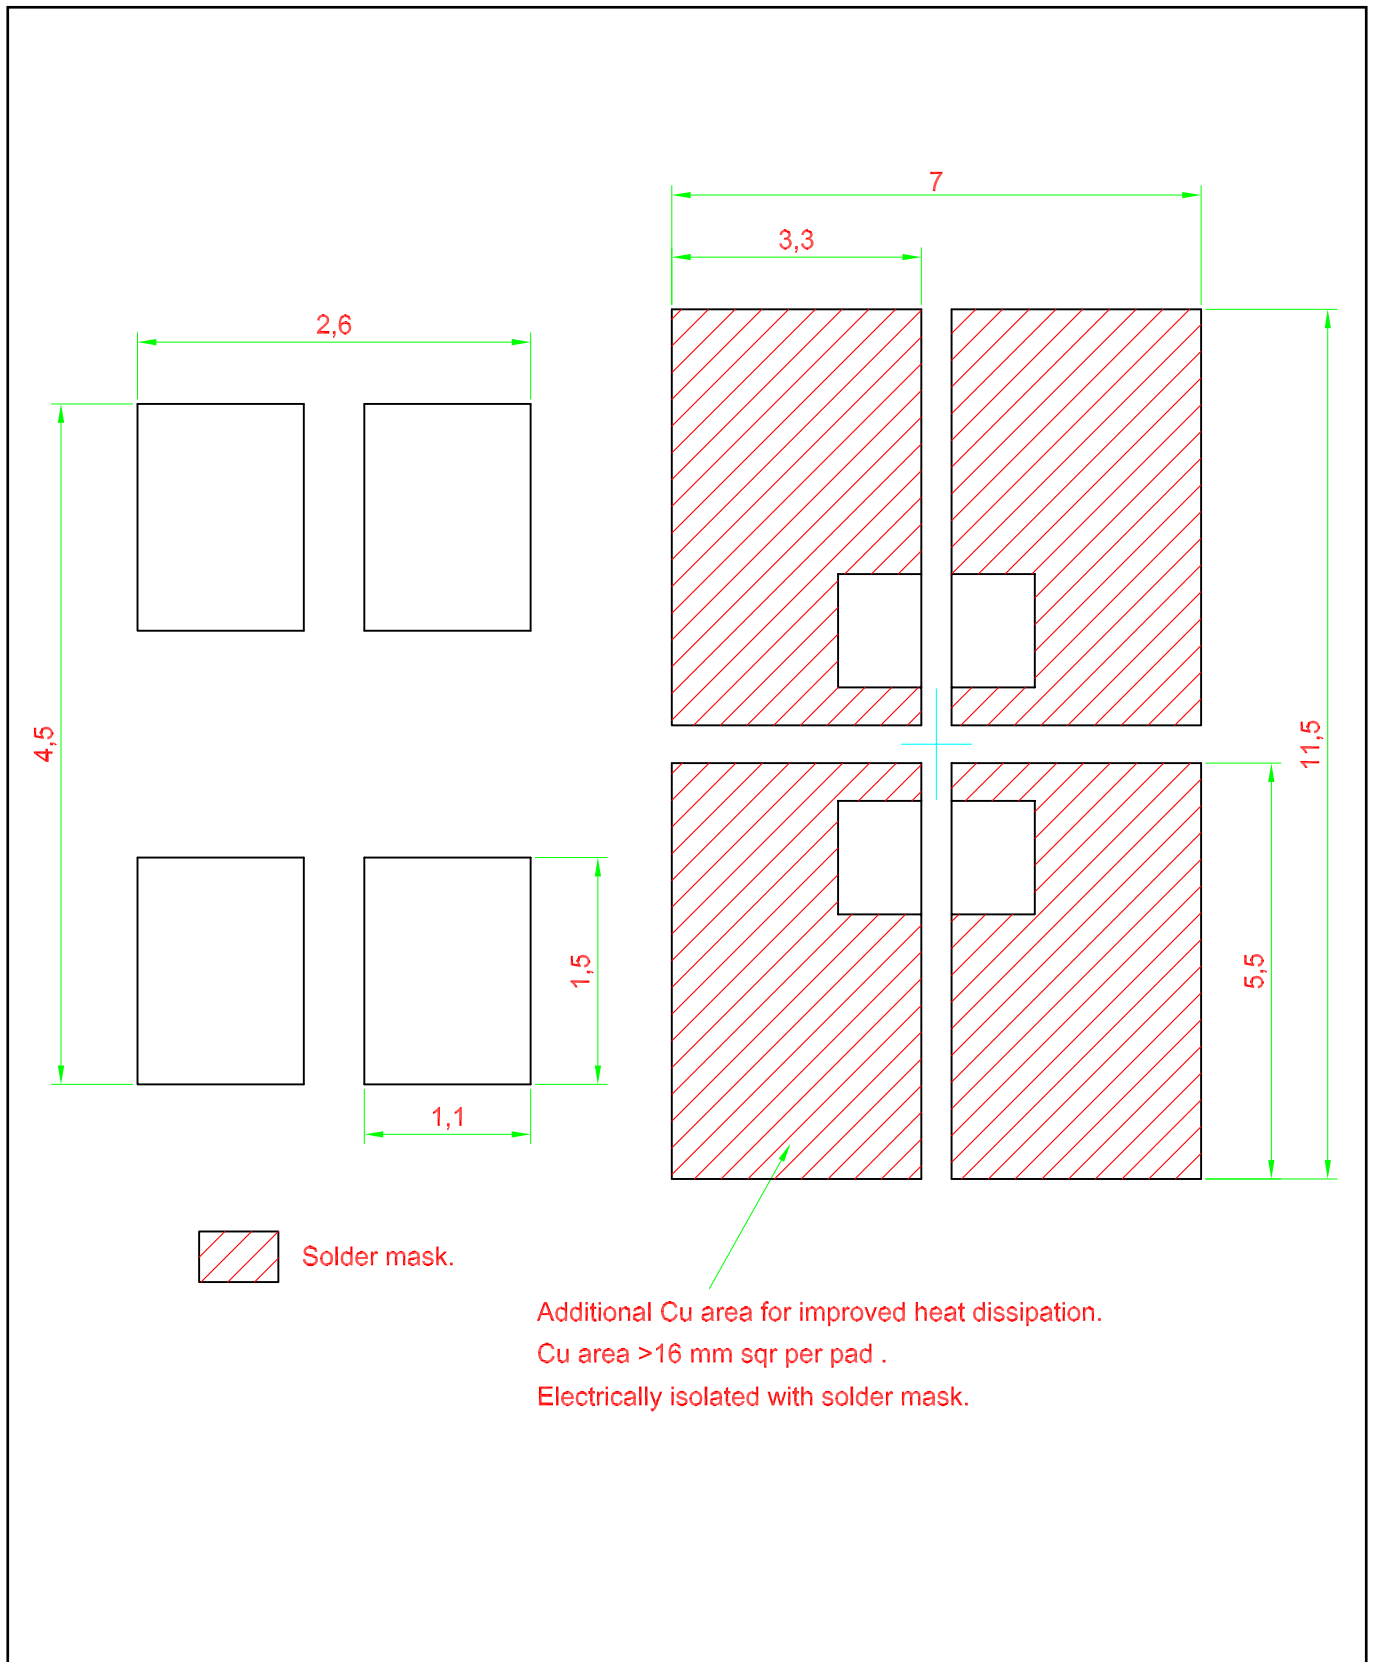 7
3,3
2,6
4,5
11,5
5,5
1,5
1,1
Solder mask.
Additional Cu area for improved heat dissipation.
Cu area >16 mm sqr per pad .
Electrically isolated with solder mask.